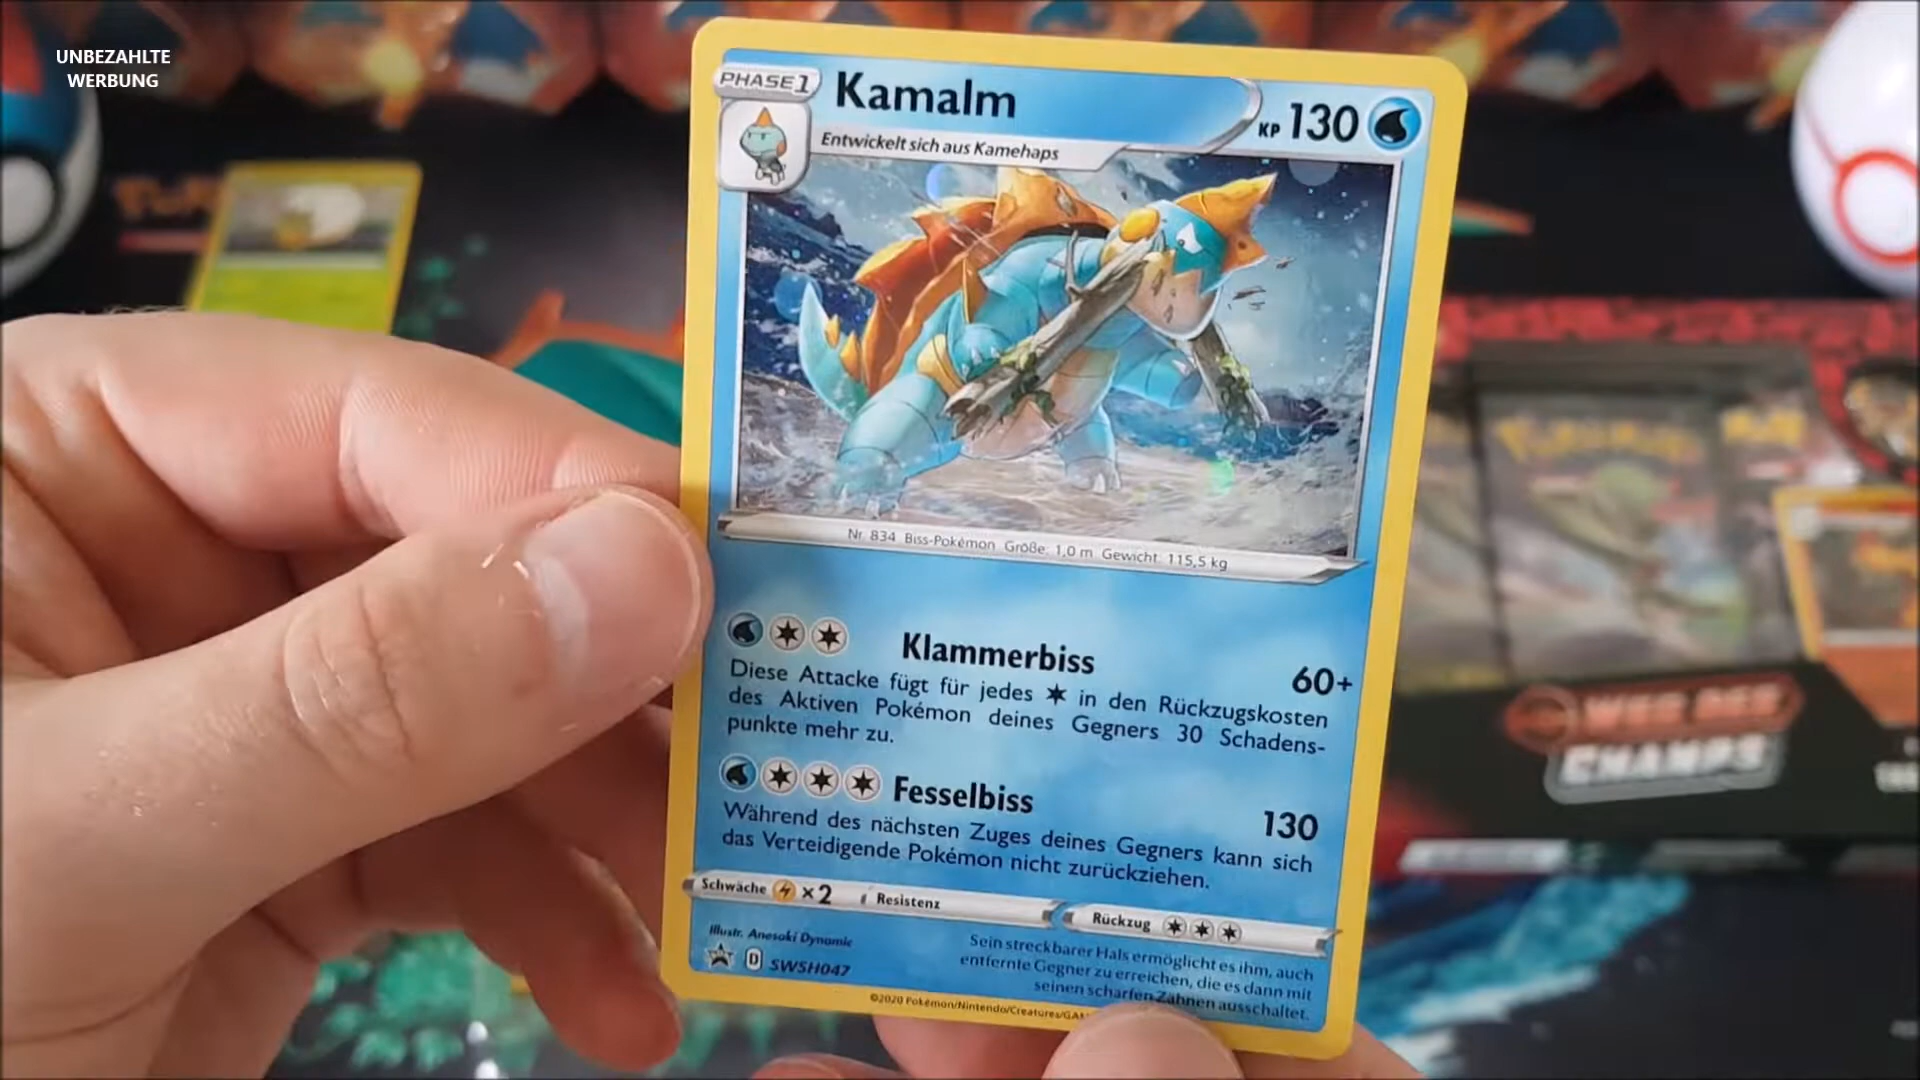 UNBEZAHLTE
WERBUNG
PHASE 1
Kamalm
KP 130
Entwickelt sich aus Kamehaps
Nr. 834 Biss-Pokémon Größe: 1,0 m Gewicht: 115,5 kg
Klammerbiss 60+
Diese Attacke fügt für jedes ✶ in den Rückzugskosten
des Aktiven Pokémon deines Gegners 30 Schadens-
punkte mehr zu.
Fesselbiss 130
Während des nächsten Zuges deines Gegners kann sich
das Verteidigende Pokémon nicht zurückziehen.
Schwäche ×2 Resistenz Rückzug
Illustr. Anesaki Dynamic
D SWSH047
Sein streckbarer Hals ermöglicht es ihm, auch
entfernte Gegner zu erreichen, die es dann mit
seinen scharfen Zähnen ausschaltet.
©2020 Pokémon/Nintendo/Creatures/GAM
WEG DES
CHAMPS